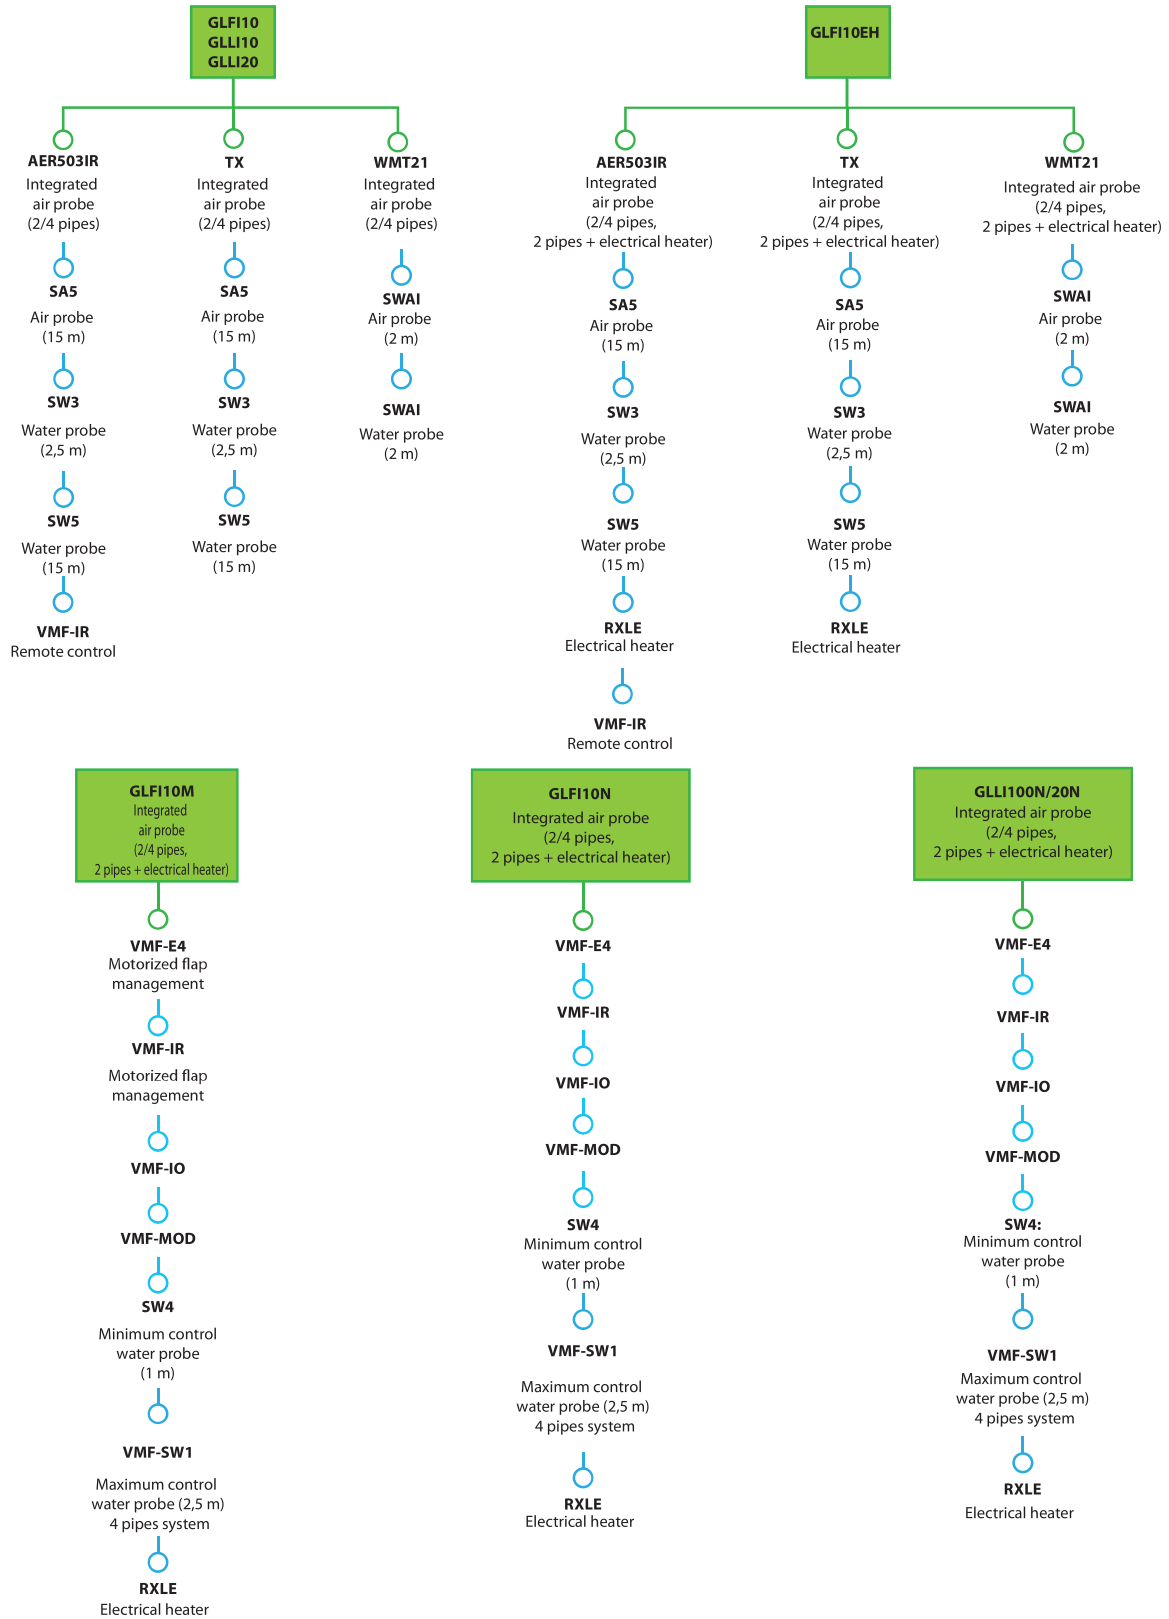 GLFI10
GLLI10
GLLI20
AER503IR
Integrated
air probe
(2/4 pipes)
SA5
Air probe
(15 m)
SW3
Water probe
(2,5 m)
SW5
Water probe
(15 m)
VMF-IR
Remote control
TX
Integrated
air probe
(2/4 pipes)
SA5
Air probe
(15 m)
SW3
Water probe
(2,5 m)
SW5
Water probe
(15 m)
WMT21
Integrated
air probe
(2/4 pipes)
SWAI
Air probe
(2 m)
SWAI
Water probe
(2 m)
GLFI10EH
AER503IR
Integrated
air probe
(2/4 pipes,
2 pipes + electrical heater)
SA5
Air probe
(15 m)
SW3
Water probe
(2,5 m)
SW5
Water probe
(15 m)
RXLE
Electrical heater
VMF-IR
Remote control
TX
Integrated
air probe
(2/4 pipes,
2 pipes + electrical heater)
SA5
Air probe
(15 m)
SW3
Water probe
(2,5 m)
SW5
Water probe
(15 m)
RXLE
Electrical heater
WMT21
Integrated air probe
(2/4 pipes,
2 pipes + electrical heater)
SWAI
Air probe
(2 m)
SWAI
Water probe
(2 m)
GLFI10M
Integrated
air probe
(2/4 pipes,
2 pipes + electrical heater)
VMF-E4
Motorized flap
management
VMF-IR
Motorized flap
management
VMF-IO
VMF-MOD
SW4
Minimum control
water probe
(1 m)
VMF-SW1
Maximum control
water probe (2,5 m)
4 pipes system
RXLE
Electrical heater
GLFI10N
Integrated air probe
(2/4 pipes,
2 pipes + electrical heater)
VMF-E4
VMF-IR
VMF-IO
VMF-MOD
SW4
Minimum control
water probe
(1 m)
VMF-SW1
Maximum control
water probe (2,5 m)
4 pipes system
RXLE
Electrical heater
GLLI100N/20N
Integrated air probe
(2/4 pipes,
2 pipes + electrical heater)
VMF-E4
VMF-IR
VMF-IO
VMF-MOD
SW4:
Minimum control
water probe
(1 m)
VMF-SW1
Maximum control
water probe (2,5 m)
4 pipes system
RXLE
Electrical heater